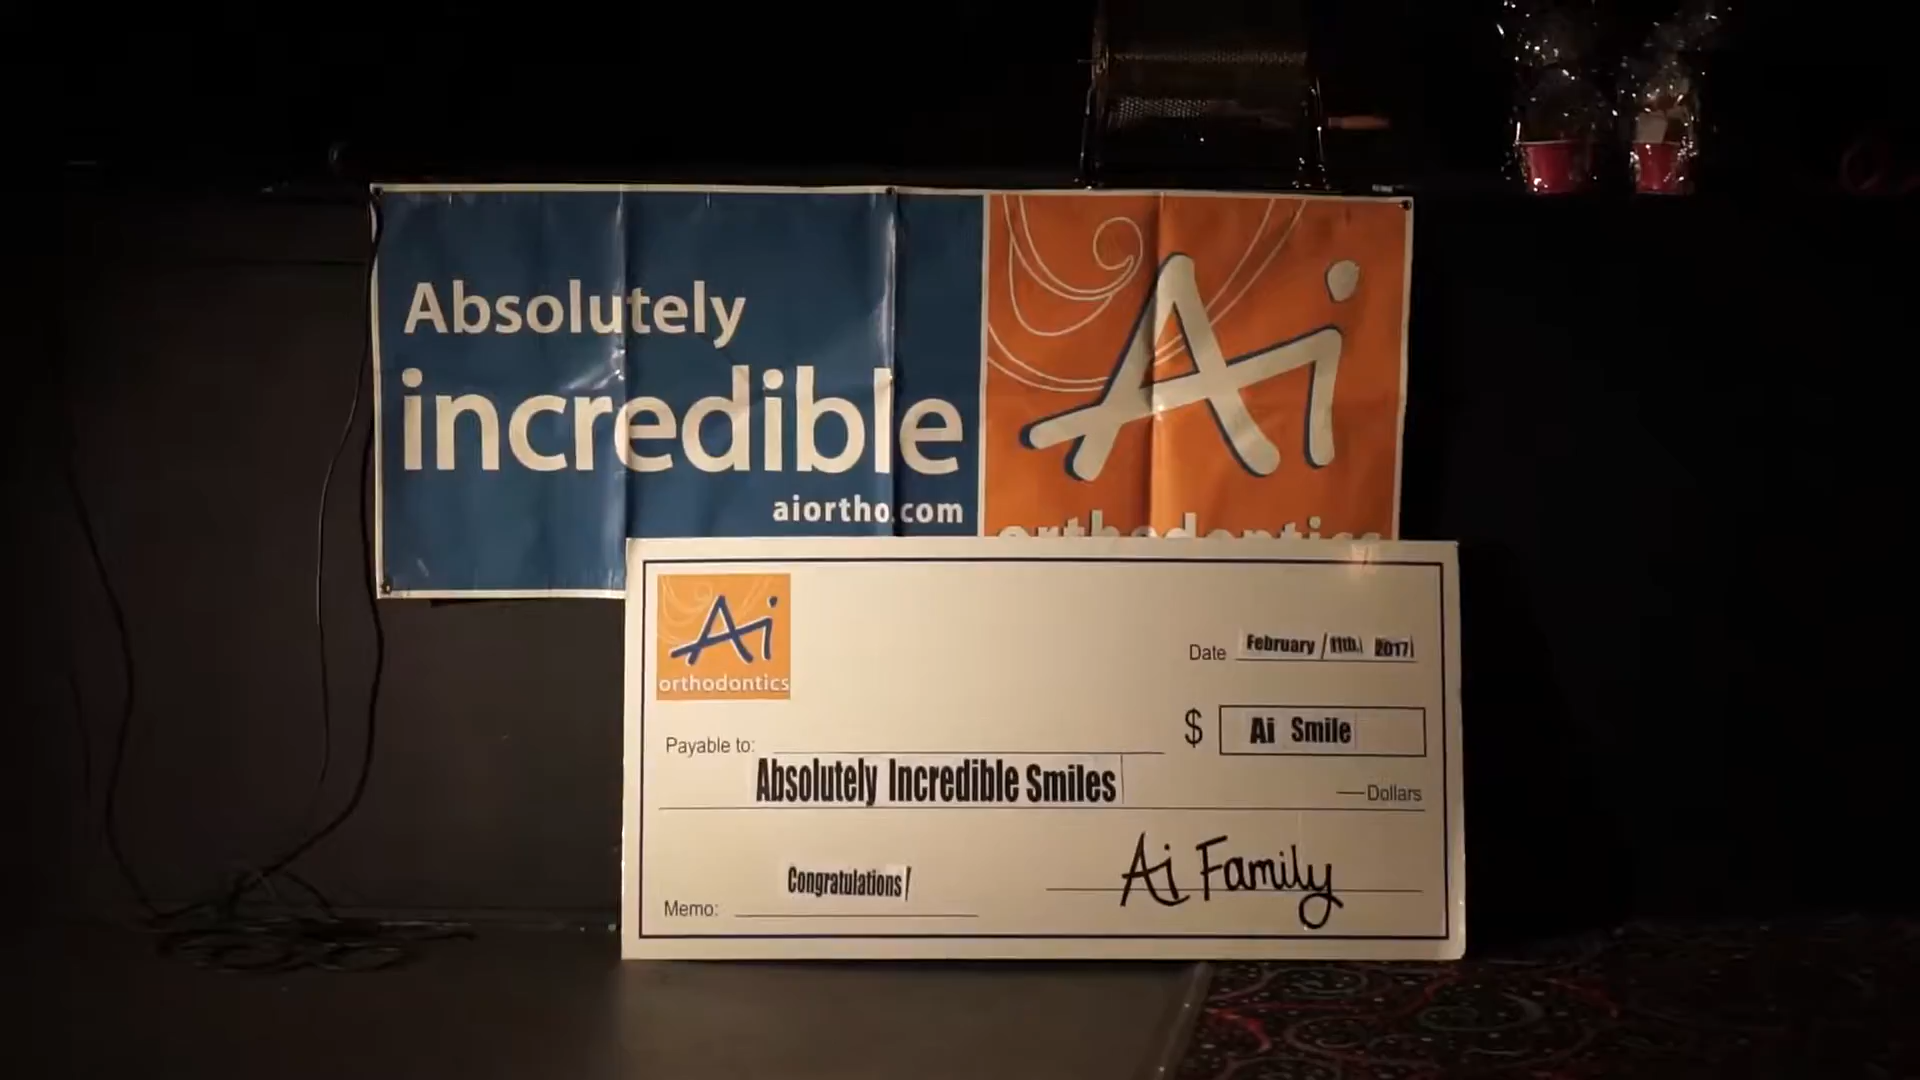 Absolutely
incredible
aiortho.com
Ai
orthodontics
Ai
orthodontics
Date February 11th, 2017
$ Ai Smile
Payable to:
Absolutely Incredible Smiles
Dollars
Congratulations
Ai Family
Memo: